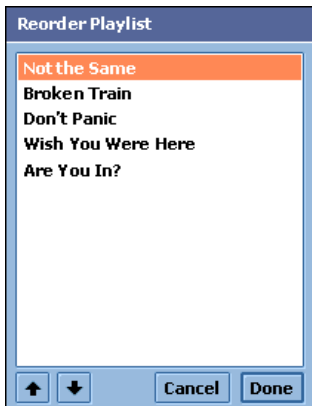 Reorder Playlist
Not the Same
Broken Train
Don't Panic
Wish You Were Here
Are You In?
Cancel Done